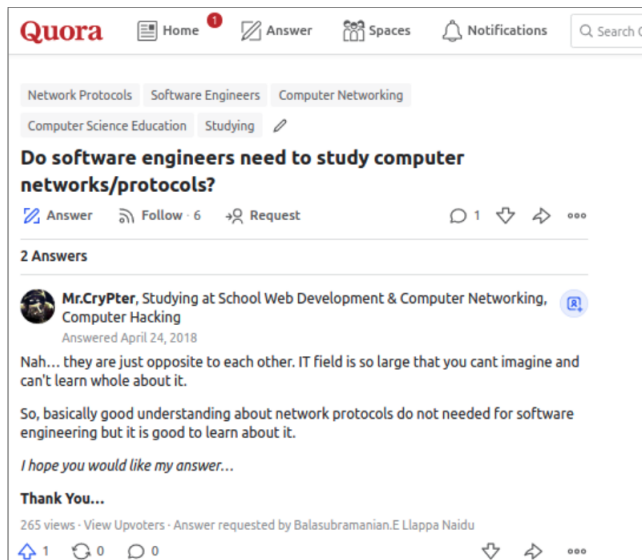 Quora Home 1 Answer Spaces Notifications Search
Network Protocols Software Engineers Computer Networking
Computer Science Education Studying
Do software engineers need to study computer
networks/protocols?
Answer Follow · 6 Request 1
2 Answers
Mr.CryPter, Studying at School Web Development & Computer Networking,
Computer Hacking
Answered April 24, 2018
Nah... they are just opposite to each other. IT field is so large that you cant imagine and
can't learn whole about it.
So, basically good understanding about network protocols do not needed for software
engineering but it is good to learn about it.
I hope you would like my answer...
Thank You...
265 views · View Upvoters · Answer requested by Balasubramanian.E Llappa Naidu
1 0 0